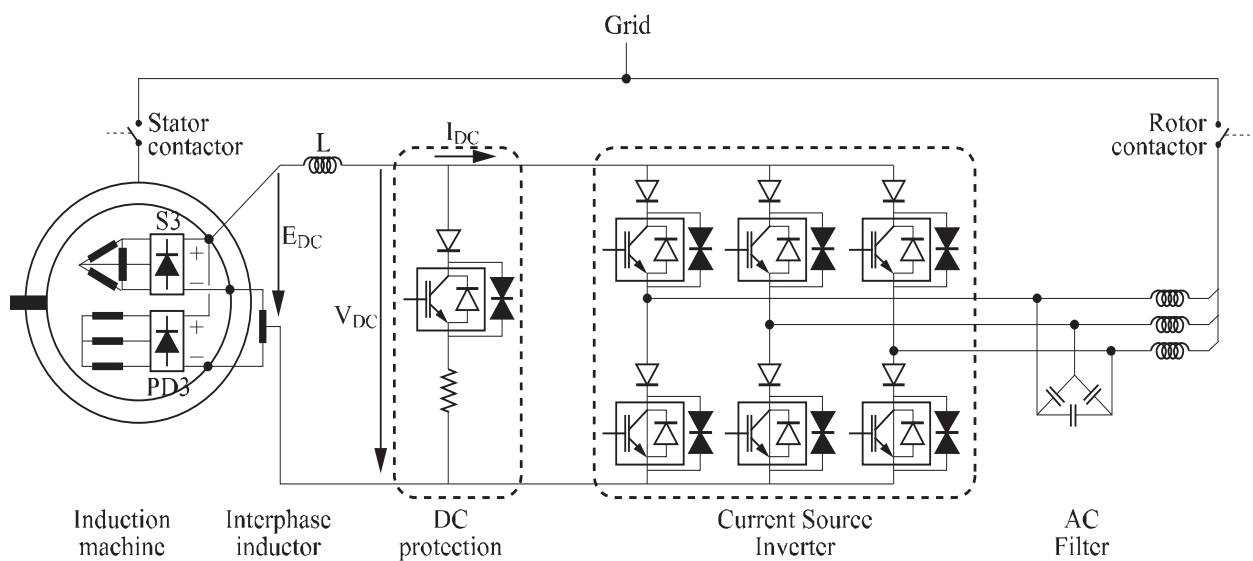 Grid
Stator
contactor
Rotor
contactor
L
I_DC
S3
+
−
E_DC
V_DC
+
−
PD3
Induction
machine
Interphase
inductor
DC
protection
Current Source
Inverter
AC
Filter